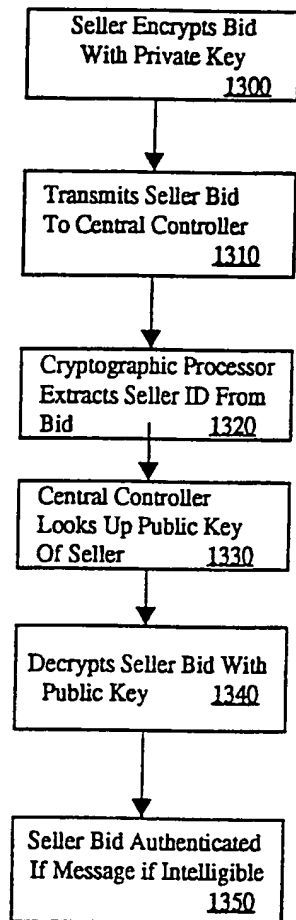 Seller Encrypts Bid
With Private Key
1300
Transmits Seller Bid
To Central Controller
1310
Cryptographic Processor
Extracts Seller ID From
Bid 1320
Central Controller
Looks Up Public Key
Of Seller 1330
Decrypts Seller Bid With
Public Key 1340
Seller Bid Authenticated
If Message if Intelligible
1350